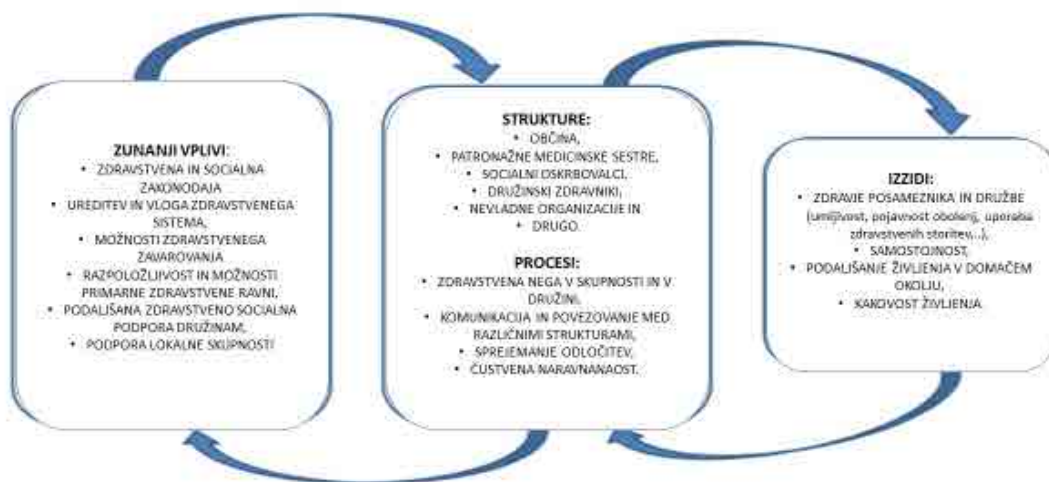 ZUNANJI VPLIVI:
• ZDRAVSTVENA IN SOCIALNA
ZAKONODAJA
• UREDITEV IN VLOGA ZDRAVSTVENEGA
SISTEMA,
• MOŽNOSTI ZDRAVSTVENEGA
ZAVAROVANJA
• RAZPOLOŽLJIVOST IN MOŽNOSTI
PRIMARNE ZDRAVSTVENE RAVNI,
• PODALJŠANA ZDRAVSTVENO SOCIALNA
PODPORA DRUŽINAM,
• PODPORA LOKALNE SKUPNOSTI
STRUKTURE:
• OBČINA,
• PATRONAŽNE MEDICINSKE SESTRE,
• SOCIALNI OSKRBOVALCI,
• DRUŽINSKI ZDRAVNIKI,
• NEVLADNE ORGANIZACIJE IN
• DRUGO.
PROCESI:
• ZDRAVSTVENA NEGA V SKUPNOSTI IN V
DRUŽINI,
• KOMUNIKACIJA IN POVEZOVANJE MED
RAZLIČNIMI STRUKTURAMI,
• SPREJEMANJE ODLOČITEV,
• ČUSTVENA NARAVNANAOST.
IZZIDI:
• ZDRAVJE POSAMEZNIKA IN DRUŽBE
(umljivost, pojavnost obolenj, uporaba
zdravstvenih storitev,..),
• SAMOSTOJNOST,
• PODALJŠANJE ŽIVLJENJA V DOMAČEM
OKOLJU,
• KAKOVOST ŽIVLJENJA